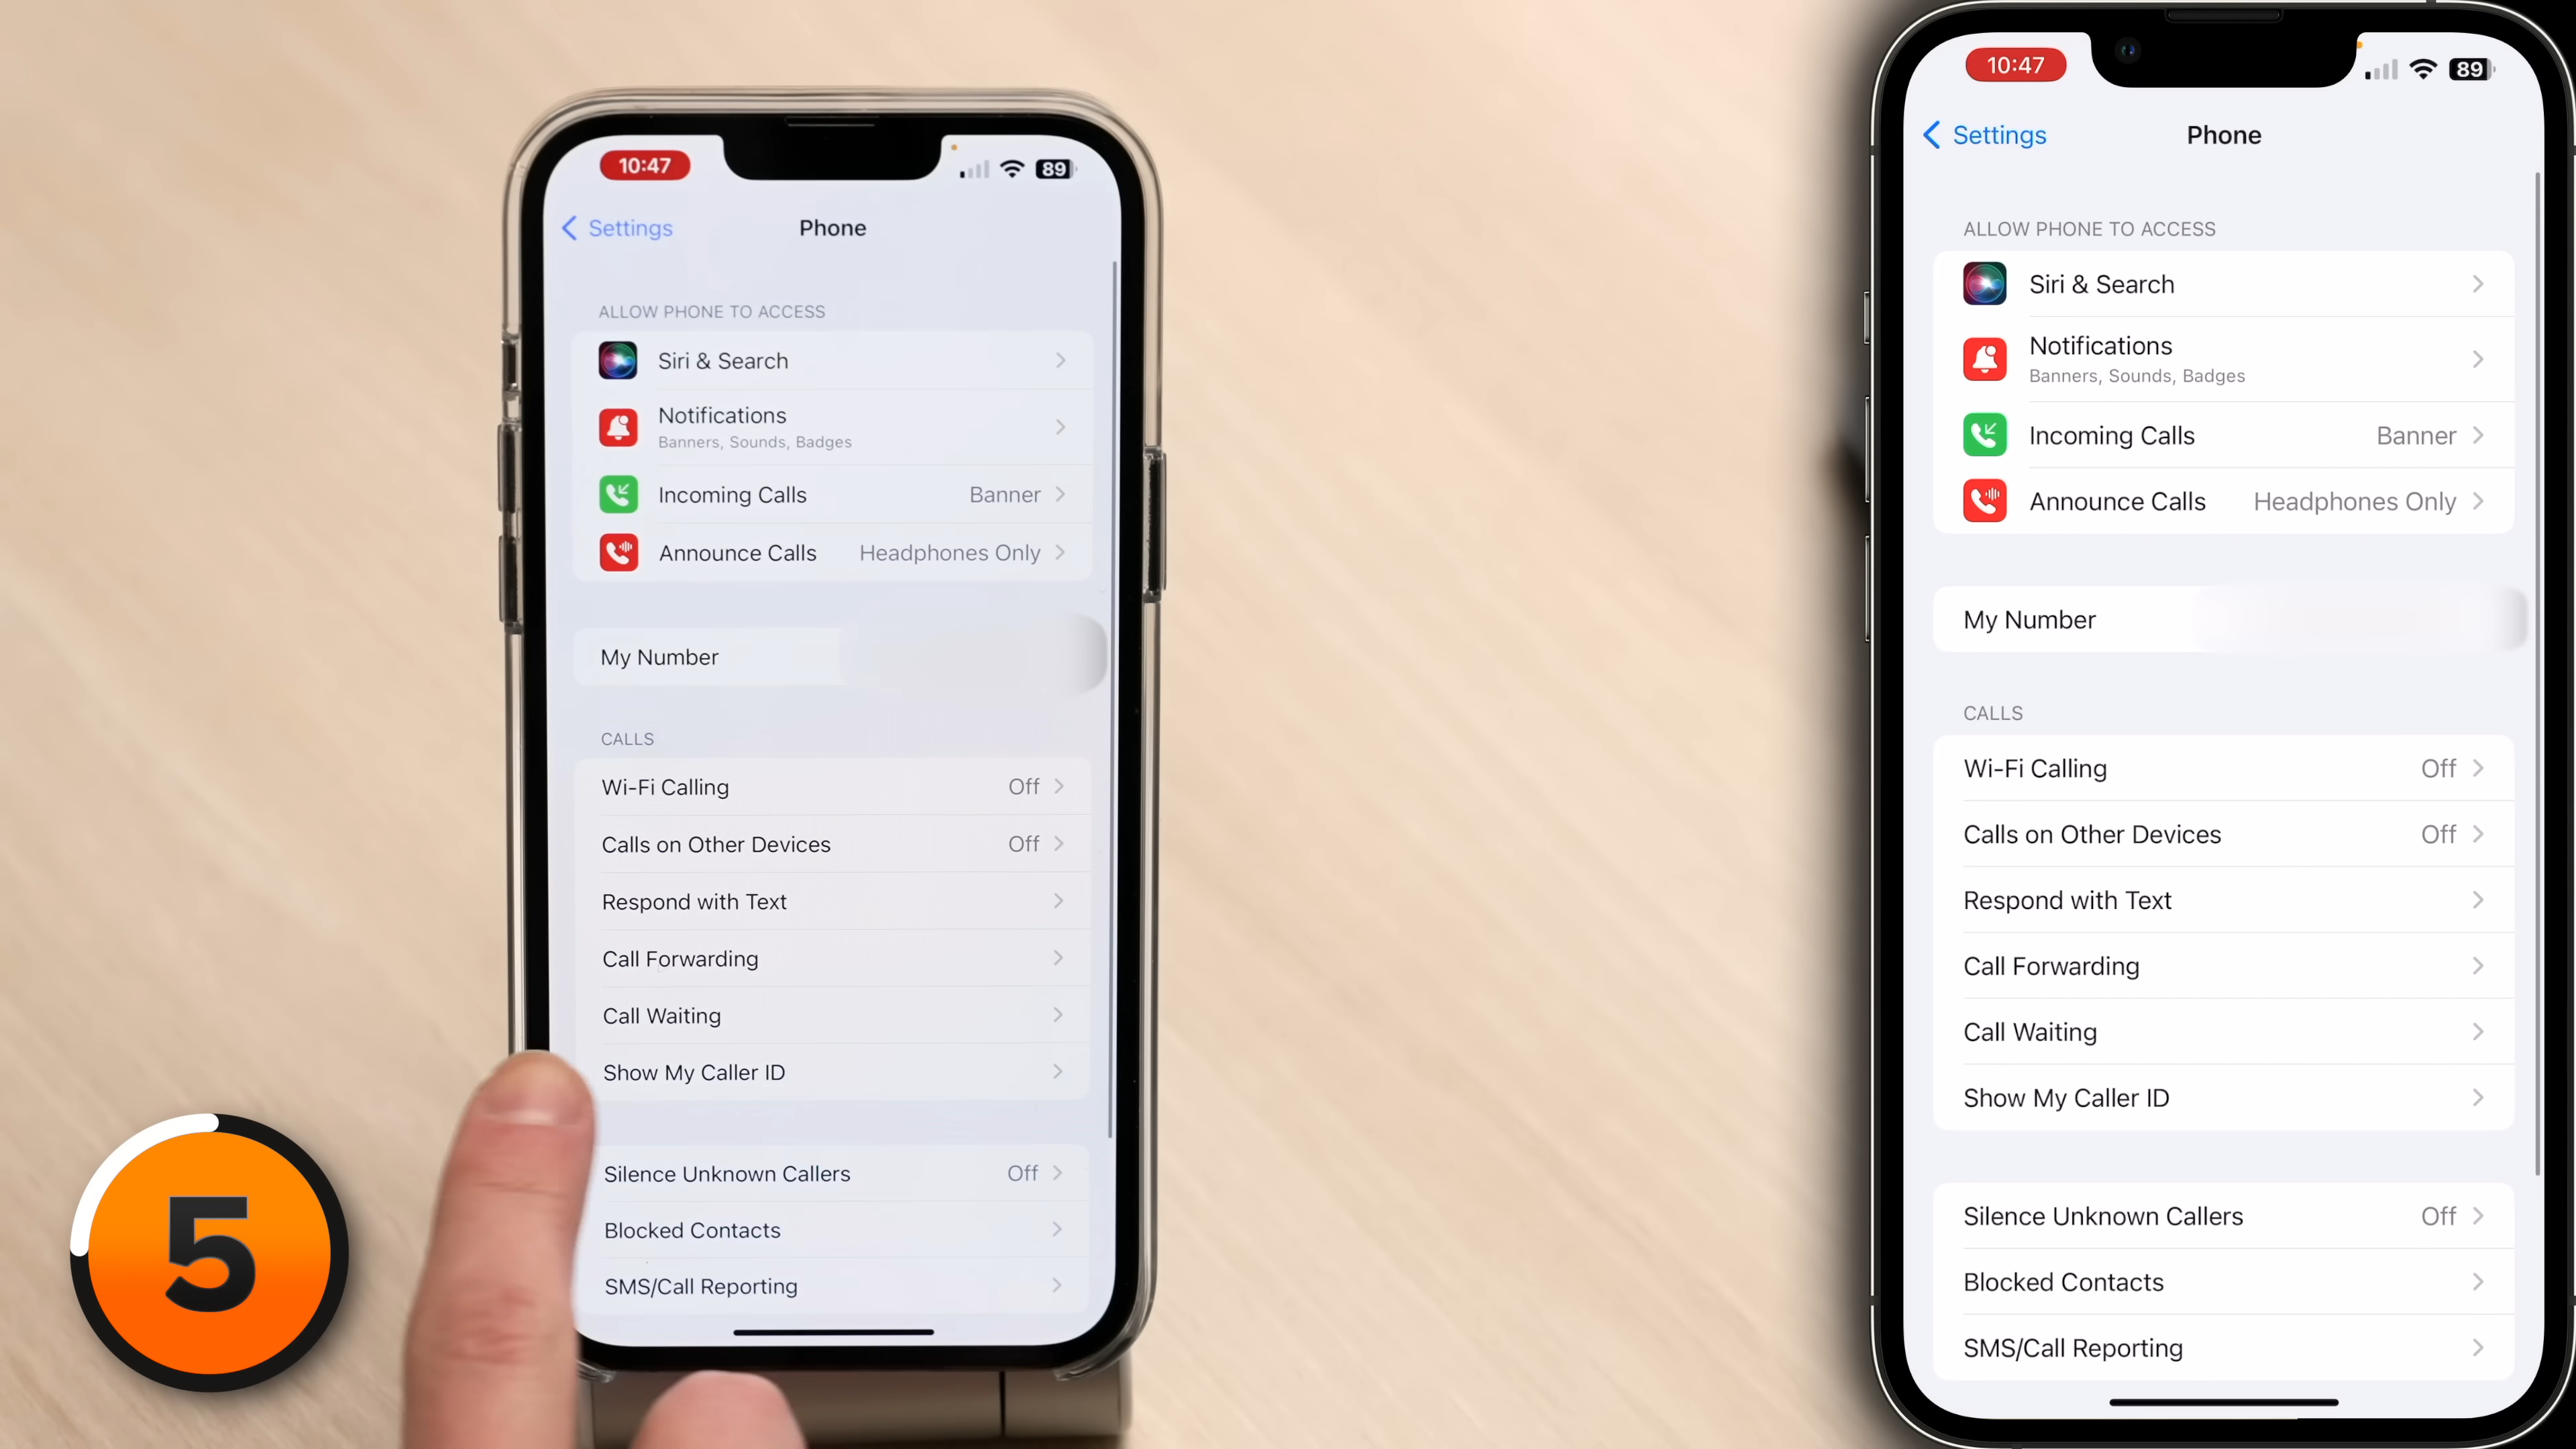 10:47
89
Settings
Phone
ALLOW PHONE TO ACCESS
Siri & Search
Notifications
Banners, Sounds, Badges
Incoming Calls Banner
Announce Calls Headphones Only
My Number
CALLS
Wi-Fi Calling Off
Calls on Other Devices Off
Respond with Text
Call Forwarding
Call Waiting
Show My Caller ID
Silence Unknown Callers Off
Blocked Contacts
SMS/Call Reporting
5
10:47
89
Settings
Phone
ALLOW PHONE TO ACCESS
Siri & Search
Notifications
Banners, Sounds, Badges
Incoming Calls Banner
Announce Calls Headphones Only
My Number
CALLS
Wi-Fi Calling Off
Calls on Other Devices Off
Respond with Text
Call Forwarding
Call Waiting
Show My Caller ID
Silence Unknown Callers Off
Blocked Contacts
SMS/Call Reporting